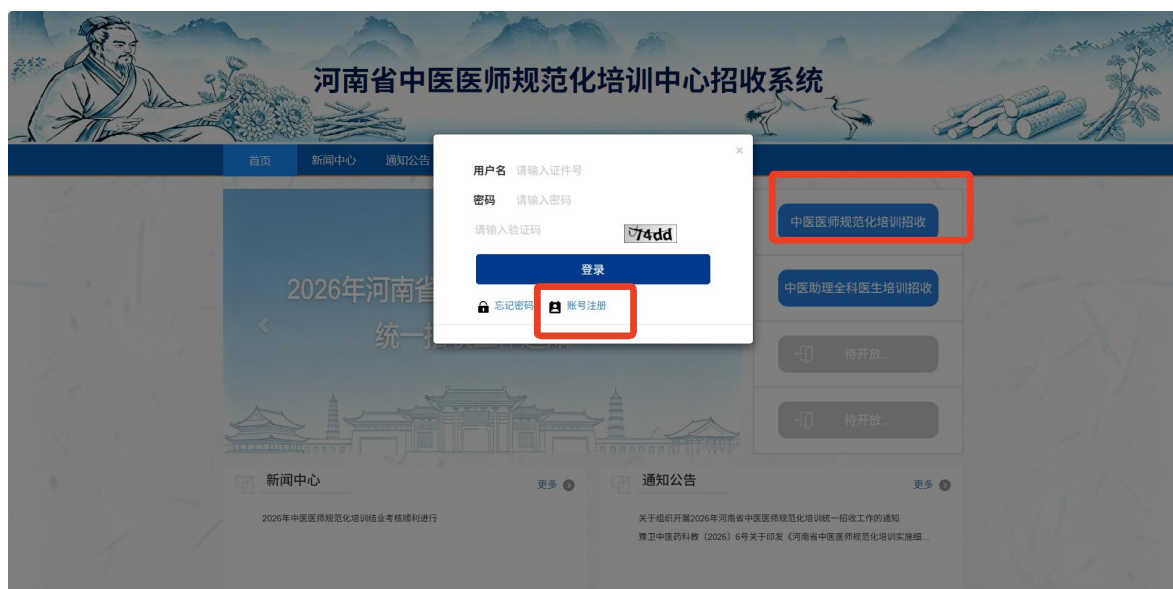 河南省中医医师规范化培训中心招收系统
首页 新闻中心 通知公告
×
用户名 请输入证件号
密码 请输入密码
请输入验证码 74dd
登录
忘记密码 账号注册
中医医师规范化培训招收
中医助理全科医生培训招收
待开放...
待开放...
2026年河南省
统一
新闻中心 更多
2026年中医医师规范化培训结业考核顺利进行
通知公告 更多
关于组织开展2026年河南省中医医师规范化培训统一招收工作的通知
豫卫中医药科教〔2026〕6号关于印发《河南省中医医师规范化培训实施细...